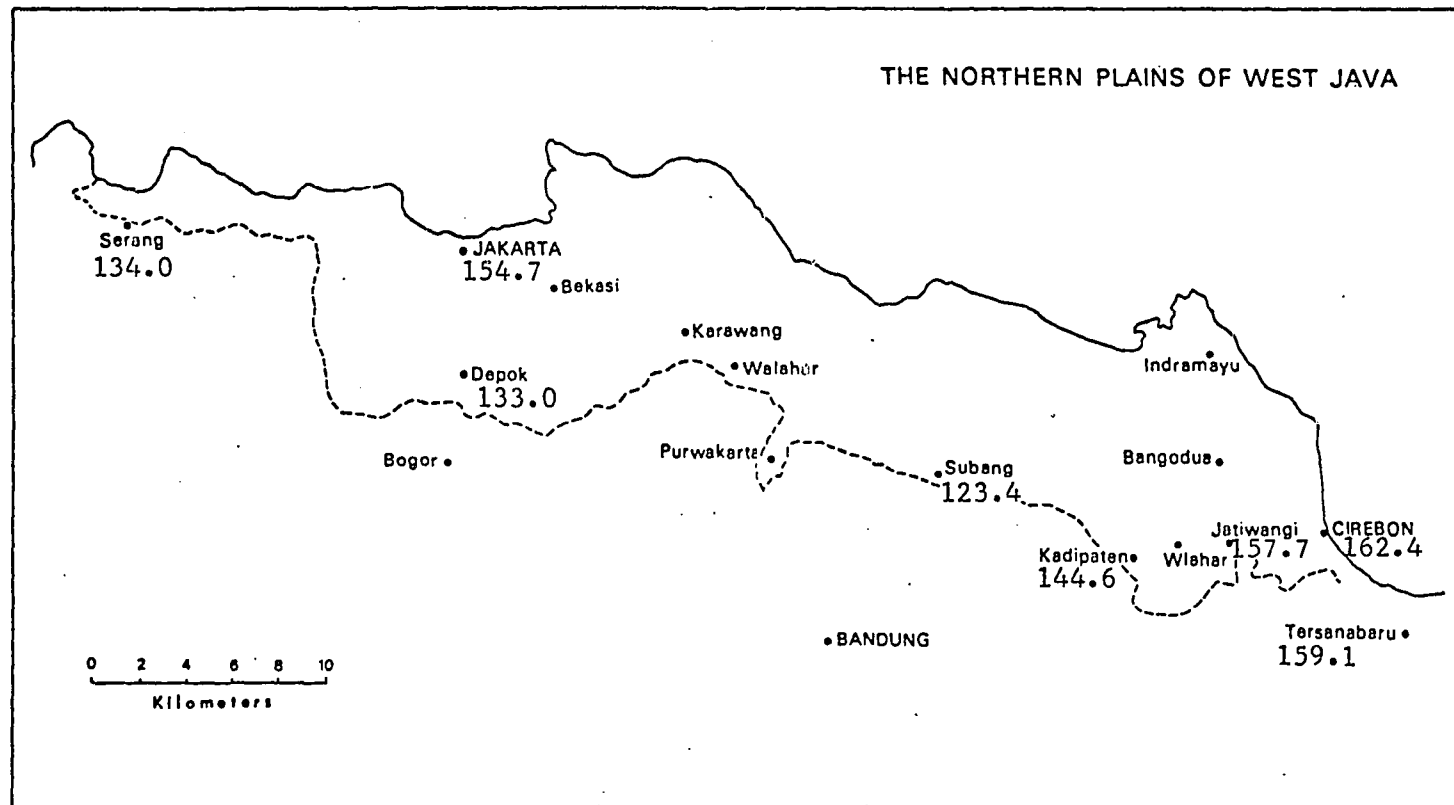 THE NORTHERN PLAINS OF WEST JAVA
Serang
134.0
JAKARTA
154.7
Bekasi
Karawang
Depok
133.0
Walahar
Indramayu
Bogor
Purwakarta
Subang
123.4
Bangodua
Jatiwangi
157.7
CIREBON
162.4
Kadipaten
144.6
Wlahar
BANDUNG
Tersanabaru
159.1
0 2 4 6 8 10
Kilometers